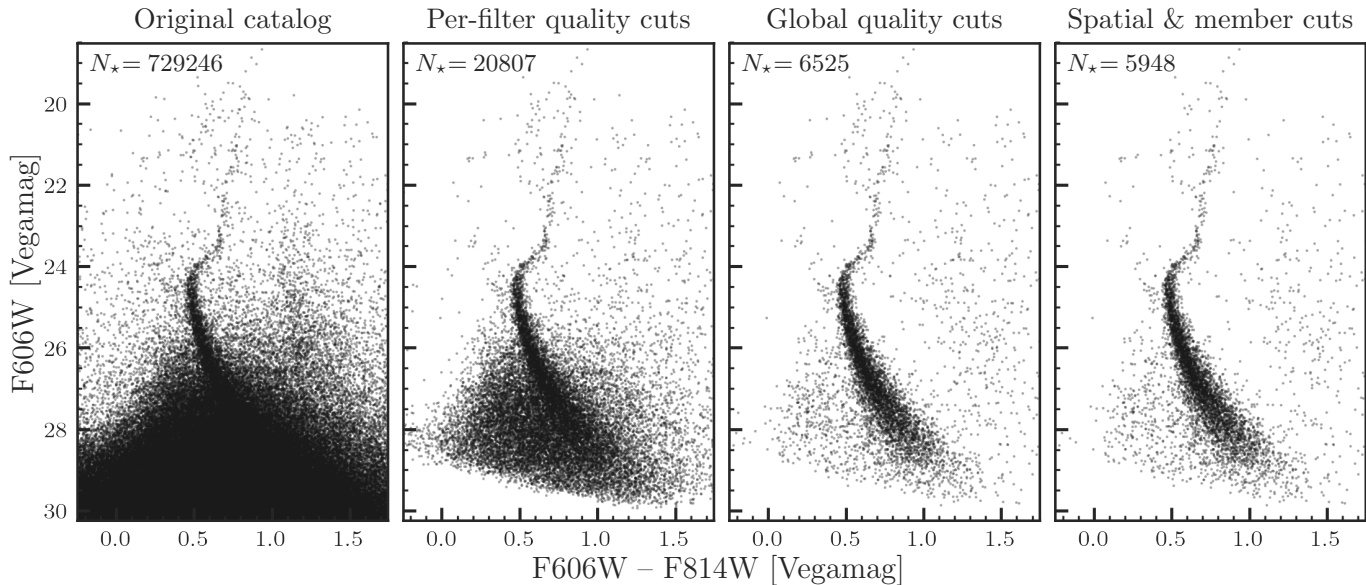 Original catalog
Per-filter quality cuts
Global quality cuts
Spatial & member cuts
N⋆= 729246
N⋆= 20807
N⋆= 6525
N⋆= 5948
F606W [Vegamag]
20
22
24
26
28
30
0.0 0.5 1.0 1.5
0.0 0.5 1.0 1.5
0.0 0.5 1.0 1.5
0.0 0.5 1.0 1.5
F606W – F814W [Vegamag]